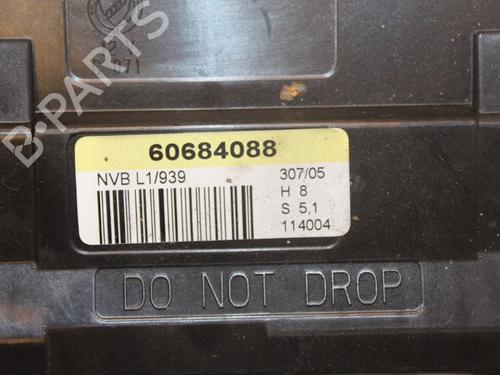 B-PARTS
60684088
NVB L1/939
307/05
H 8
S 5,1
114004
DO NOT DROP